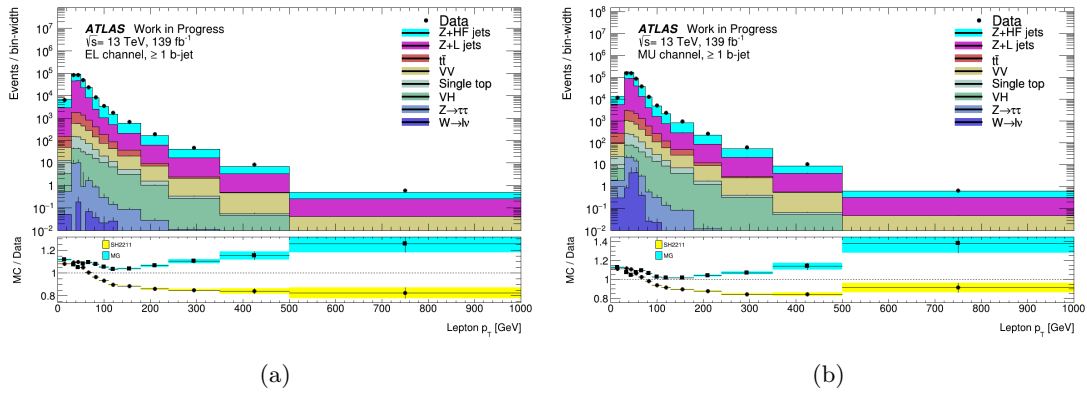 Events / bin-width
10⁷
10⁶
10⁵
10⁴
10³
10²
10
1
10⁻¹
10⁻²
ATLAS Work in Progress
√s= 13 TeV, 139 fb⁻¹
EL channel, ≥ 1 b-jet
Data
Z+HF jets
Z+L jets
tt̄
VV
Single top
VH
Z→ττ
W→lν
MC / Data
1.2
1
0.8
SH2211
MG
0 100 200 300 400 500 600 700 800 900 1000
Lepton p_T [GeV]
(a)
Events / bin-width
10⁸
10⁷
10⁶
10⁵
10⁴
10³
10²
10
1
10⁻¹
10⁻²
ATLAS Work in Progress
√s= 13 TeV, 139 fb⁻¹
MU channel, ≥ 1 b-jet
Data
Z+HF jets
Z+L jets
tt̄
VV
Single top
VH
Z→ττ
W→lν
MC / Data
1.4
1.2
1
0.8
SH2211
MG
0 100 200 300 400 500 600 700 800 900 1000
Lepton p_T [GeV]
(b)